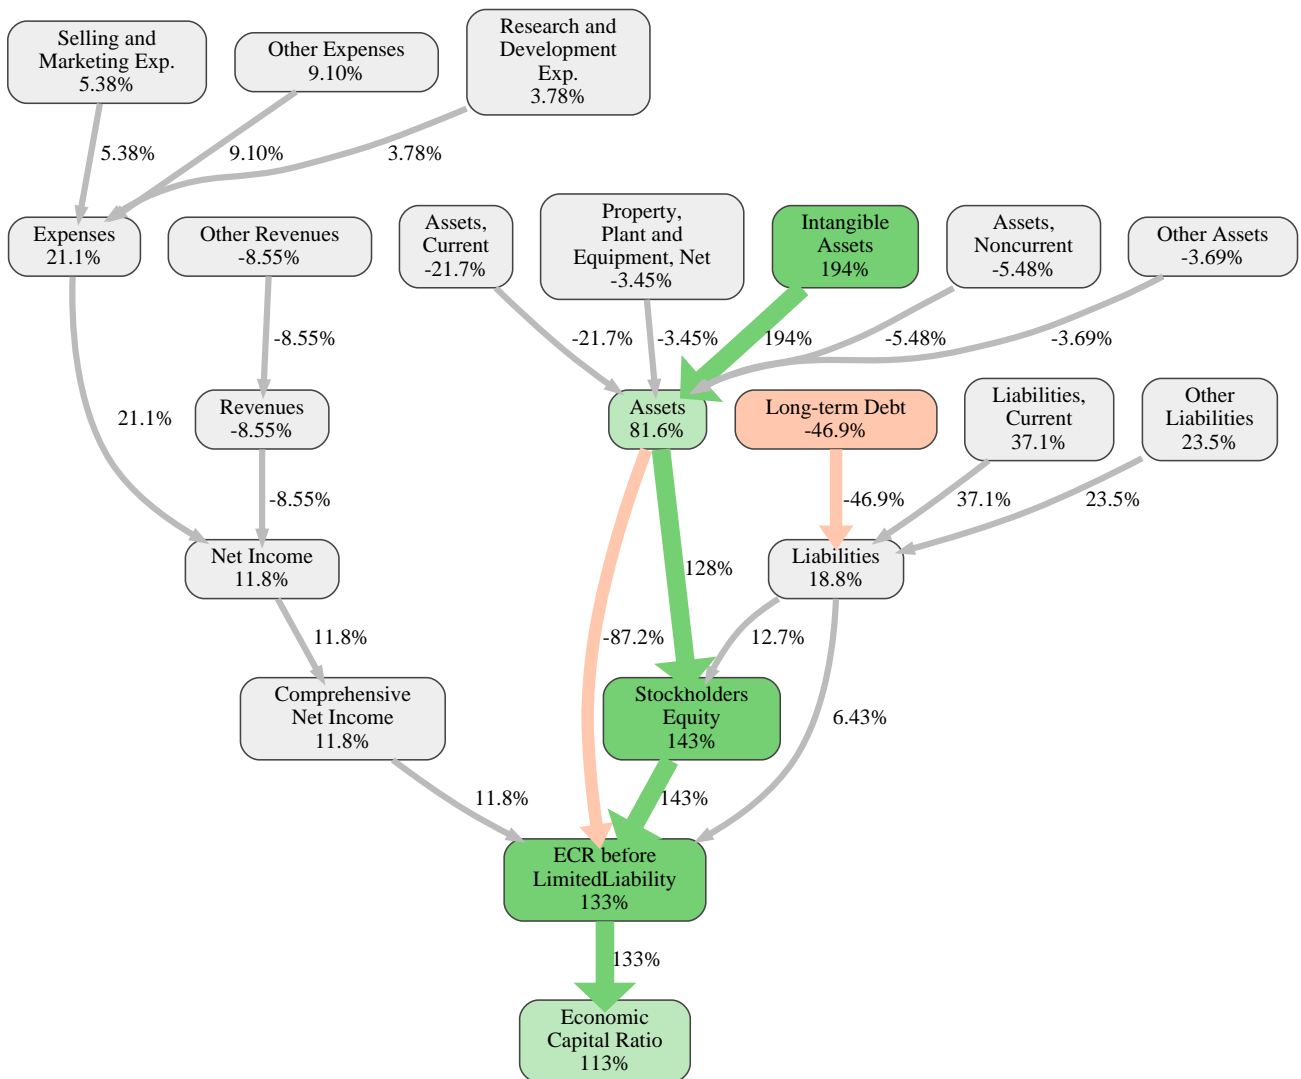 Selling and
Marketing Exp.
5.38%
Other Expenses
9.10%
Research and
Development
Exp.
3.78%
5.38%
9.10%
3.78%
Expenses
21.1%
Other Revenues
-8.55%
Assets,
Current
-21.7%
Property,
Plant and
Equipment, Net
-3.45%
Intangible
Assets
194%
Assets,
Noncurrent
-5.48%
Other Assets
-3.69%
-8.55%
-21.7%
-3.45%
194%
-5.48%
-3.69%
21.1%
Revenues
-8.55%
Assets
81.6%
Long-term Debt
-46.9%
Liabilities,
Current
37.1%
Other
Liabilities
23.5%
-8.55%
-46.9%
37.1%
23.5%
Net Income
11.8%
128%
Liabilities
18.8%
11.8%
-87.2%
12.7%
Comprehensive
Net Income
11.8%
Stockholders
Equity
143%
6.43%
11.8%
143%
ECR before
LimitedLiability
133%
133%
Economic
Capital Ratio
113%